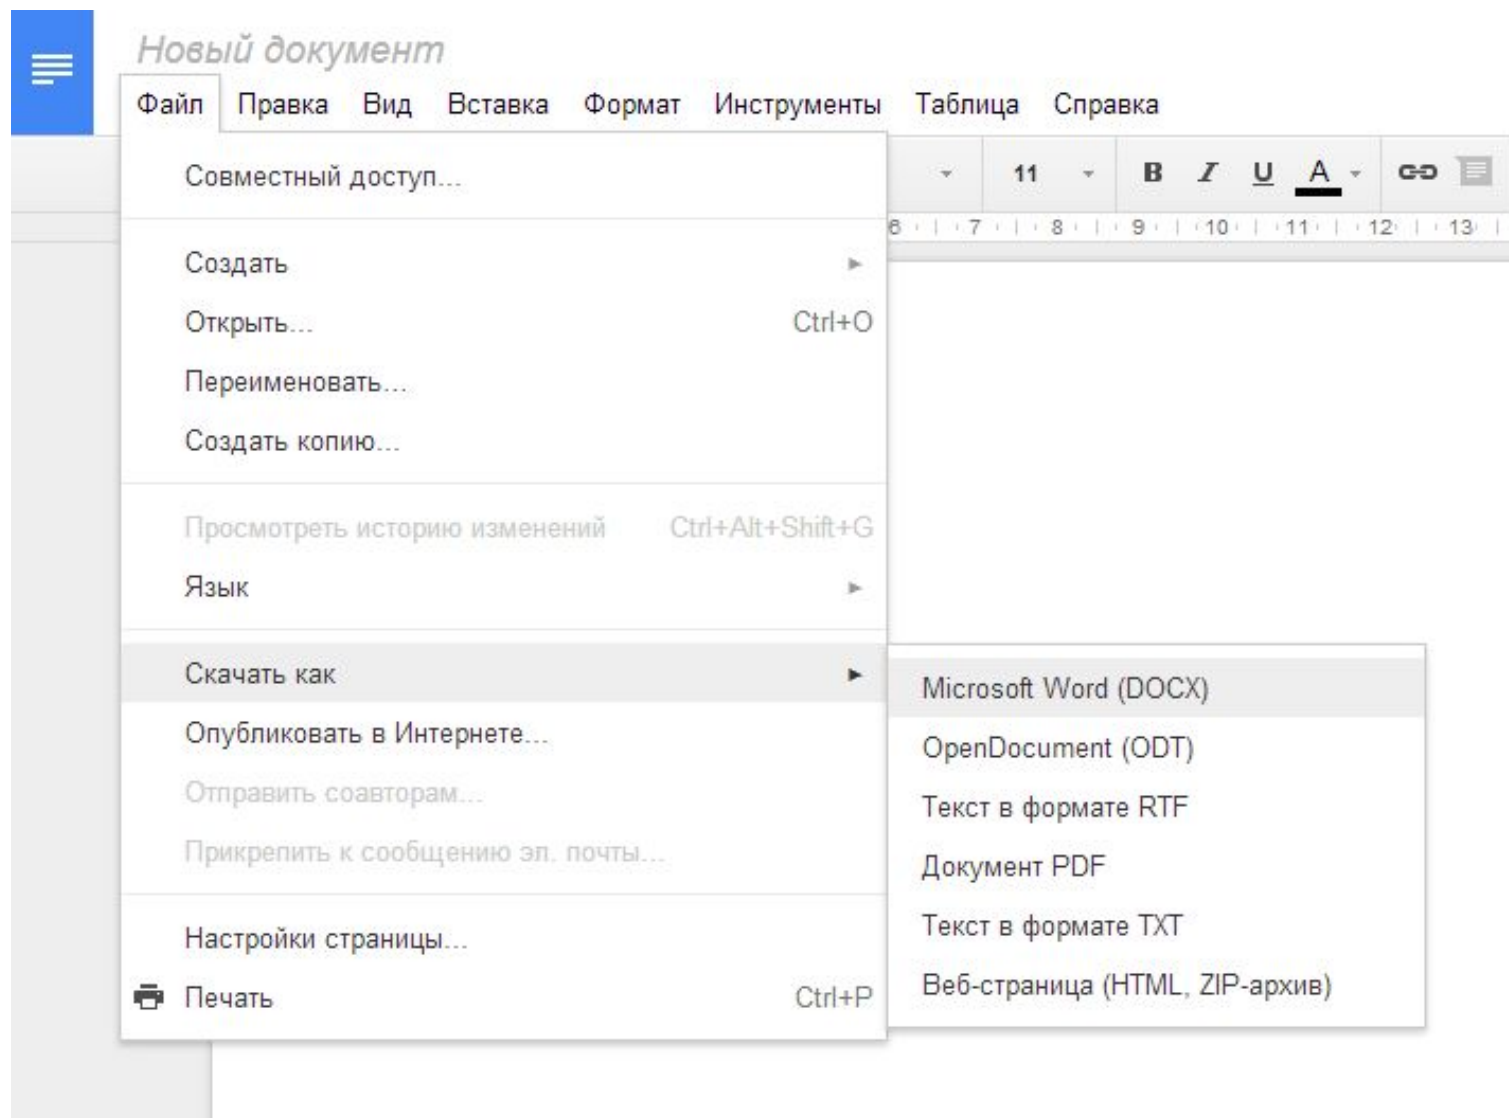 Новый документ
Файл Правка Вид Вставка Формат Инструменты Таблица Справка
Совместный доступ...
11 B I U A
6 7 8 9 10 11 12 13
Создать
Открыть... Ctrl+O
Переименовать...
Создать копию...
Просмотреть историю изменений Ctrl+Alt+Shift+G
Язык
Скачать как
Microsoft Word (DOCX)
Опубликовать в Интернете...
OpenDocument (ODT)
Отправить соавторам...
Текст в формате RTF
Прикрепить к сообщению эл. почты...
Документ PDF
Текст в формате TXT
Настройки страницы...
Веб-страница (HTML, ZIP-архив)
Печать Ctrl+P